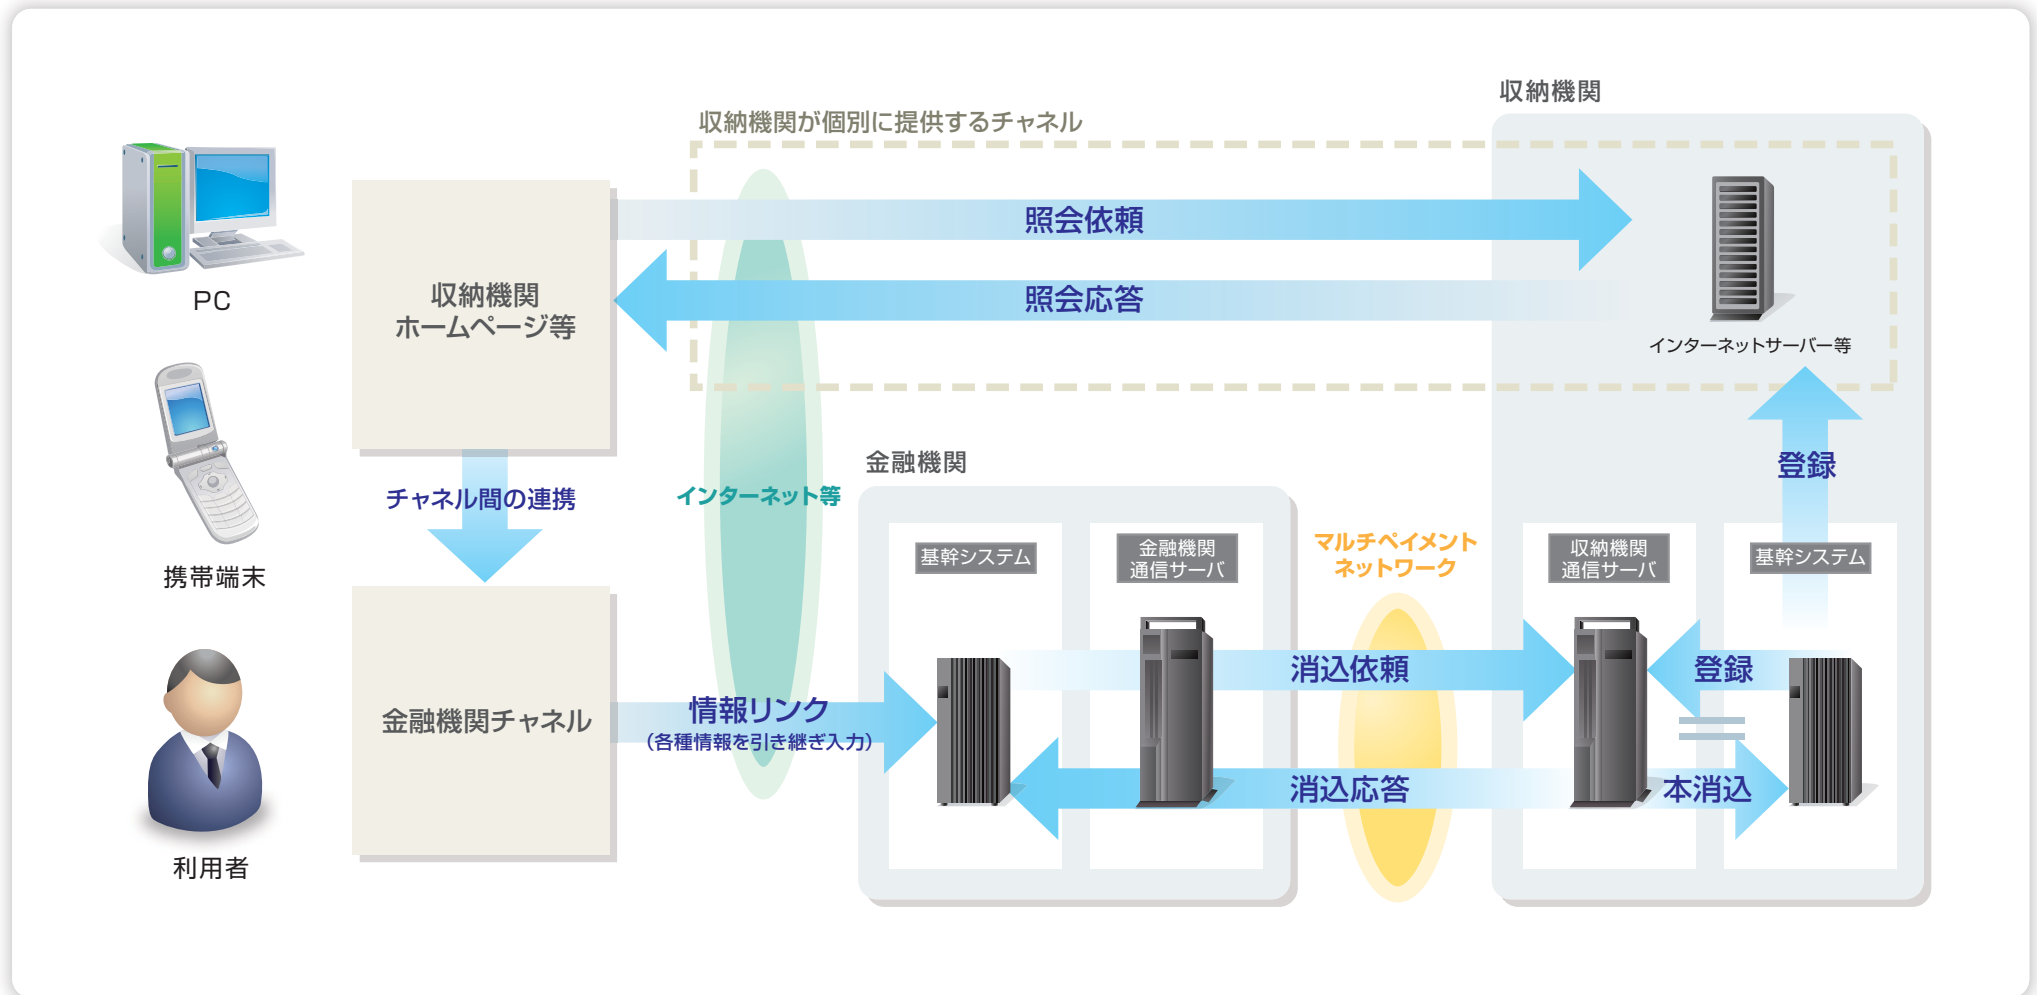 収納機関
収納機関が個別に提供するチャネル
照会依頼
PC
収納機関
ホームページ等
照会応答
インターネットサーバー等
金融機関
登録
チャネル間の連携
インターネット等
携帯端末
基幹システム
金融機関
通信サーバ
マルチペイメント
ネットワーク
収納機関
通信サーバ
基幹システム
消込依頼
登録
金融機関チャネル
情報リンク
（各種情報を引き継ぎ入力）
消込応答
本消込
利用者